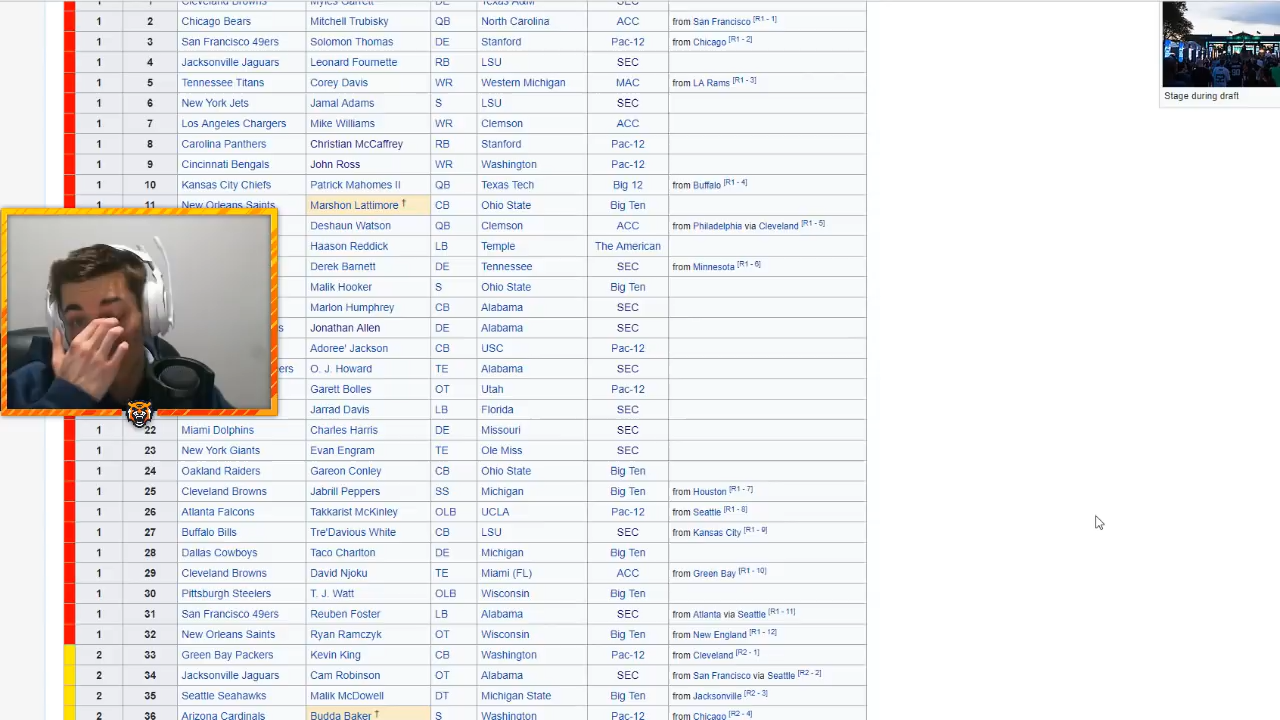 1 Cleveland Browns Myles Garrett DE Texas A&M SEC
1 2 Chicago Bears Mitchell Trubisky QB North Carolina ACC from San Francisco [R1 - 1]
1 3 San Francisco 49ers Solomon Thomas DE Stanford Pac-12 from Chicago [R1 - 2]
1 4 Jacksonville Jaguars Leonard Fournette RB LSU SEC
1 5 Tennessee Titans Corey Davis WR Western Michigan MAC from LA Rams [R1 - 3]
Stage during draft
1 6 New York Jets Jamal Adams S LSU SEC
1 7 Los Angeles Chargers Mike Williams WR Clemson ACC
1 8 Carolina Panthers Christian McCaffrey RB Stanford Pac-12
1 9 Cincinnati Bengals John Ross WR Washington Pac-12
1 10 Kansas City Chiefs Patrick Mahomes II QB Texas Tech Big 12 from Buffalo [R1 - 4]
1 11 New Orleans Saints Marshon Lattimore † CB Ohio State Big Ten
Deshaun Watson QB Clemson ACC from Philadelphia via Cleveland [R1 - 5]
Haason Reddick LB Temple The American
Derek Barnett DE Tennessee SEC from Minnesota [R1 - 6]
Malik Hooker S Ohio State Big Ten
Marlon Humphrey CB Alabama SEC
s Jonathan Allen DE Alabama SEC
Adoree' Jackson CB USC Pac-12
ers O. J. Howard TE Alabama SEC
Garett Bolles OT Utah Pac-12
Jarrad Davis LB Florida SEC
1 22 Miami Dolphins Charles Harris DE Missouri SEC
1 23 New York Giants Evan Engram TE Ole Miss SEC
1 24 Oakland Raiders Gareon Conley CB Ohio State Big Ten
1 25 Cleveland Browns Jabrill Peppers SS Michigan Big Ten from Houston [R1 - 7]
1 26 Atlanta Falcons Takkarist McKinley OLB UCLA Pac-12 from Seattle [R1 - 8]
1 27 Buffalo Bills Tre'Davious White CB LSU SEC from Kansas City [R1 - 9]
1 28 Dallas Cowboys Taco Charlton DE Michigan Big Ten
1 29 Cleveland Browns David Njoku TE Miami (FL) ACC from Green Bay [R1 - 10]
1 30 Pittsburgh Steelers T. J. Watt OLB Wisconsin Big Ten
1 31 San Francisco 49ers Reuben Foster LB Alabama SEC from Atlanta via Seattle [R1 - 11]
1 32 New Orleans Saints Ryan Ramczyk OT Wisconsin Big Ten from New England [R1 - 12]
2 33 Green Bay Packers Kevin King CB Washington Pac-12 from Cleveland [R2 - 1]
2 34 Jacksonville Jaguars Cam Robinson OT Alabama SEC from San Francisco via Seattle [R2 - 2]
2 35 Seattle Seahawks Malik McDowell DT Michigan State Big Ten from Jacksonville [R2 - 3]
2 36 Arizona Cardinals Budda Baker † S Washington Pac-12 from Chicago [R2 - 4]